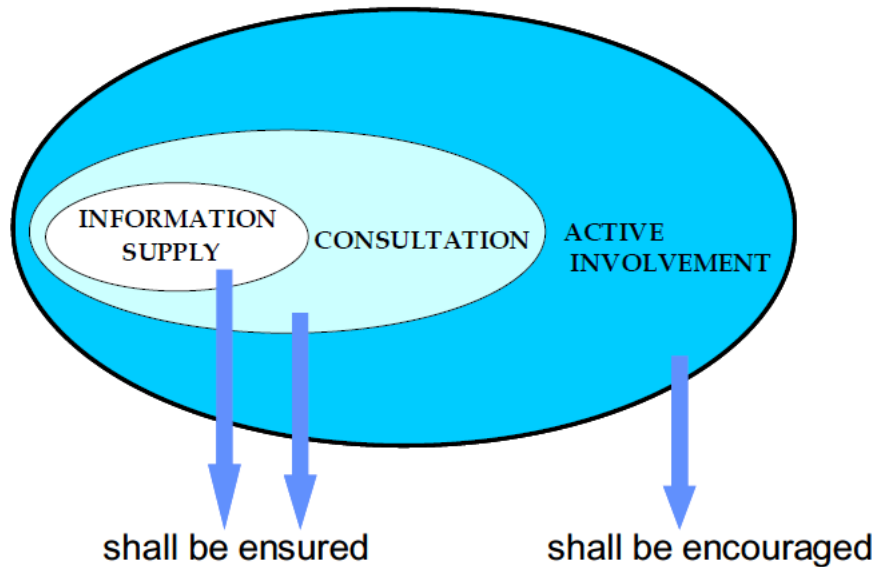 INFORMATION
SUPPLY
CONSULTATION
ACTIVE
INVOLVEMENT
shall be ensured
shall be encouraged